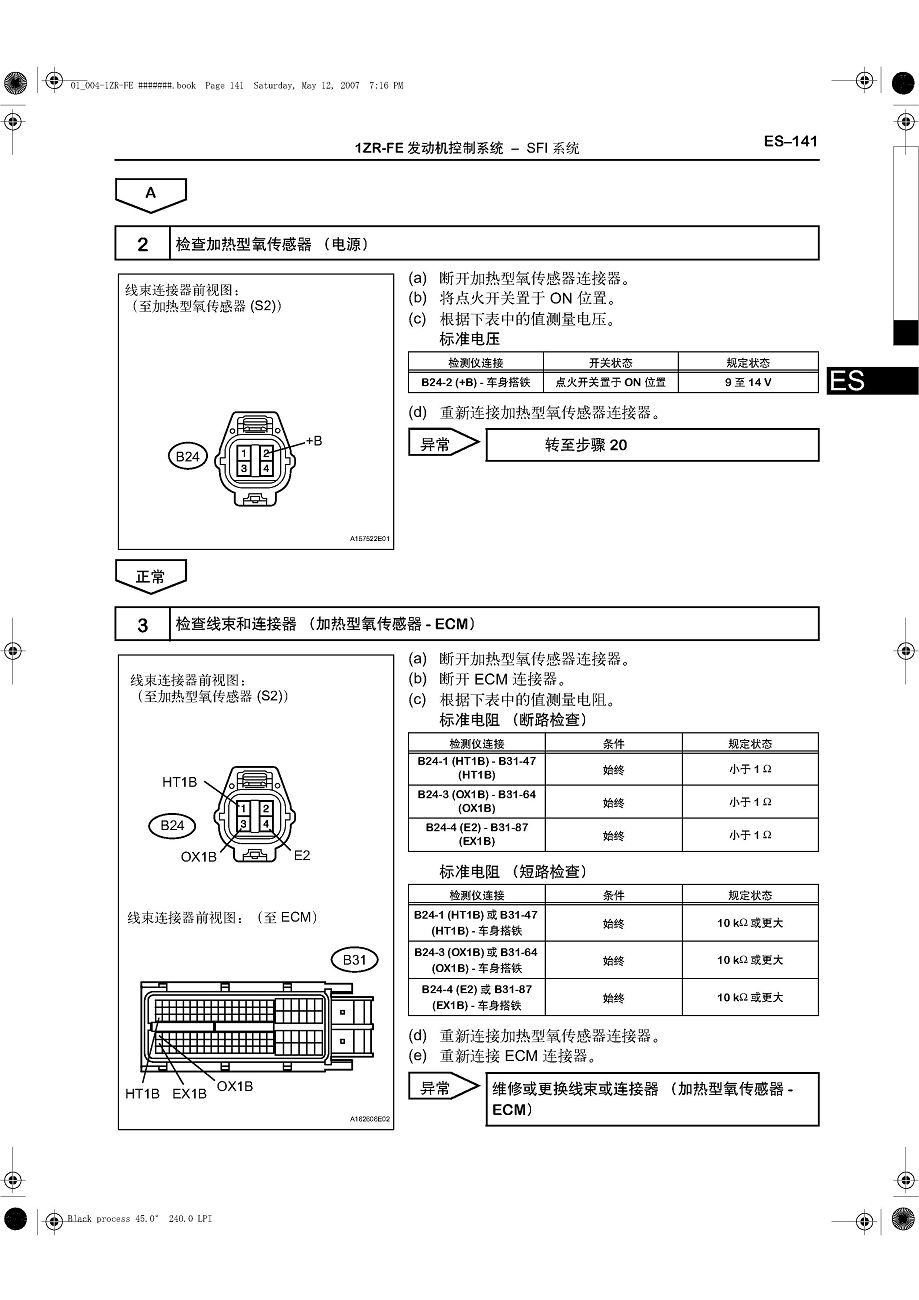 01_004-1ZR-FE #######.book Page 141 Saturday, May 12, 2007 7:16 PM
1ZR-FE 发动机控制系统 – SFI 系统
ES–141
A
2
检查加热型氧传感器 （电源）
线束连接器前视图：
（至加热型氧传感器 (S2)）
B24
1
2
3
4
+B
A157522E01
(a) 断开加热型氧传感器连接器。
(b) 将点火开关置于 ON 位置。
(c) 根据下表中的值测量电压。
标准电压
检测仪连接 开关状态 规定状态
B24-2 (+B) - 车身搭铁 点火开关置于 ON 位置 9 至 14 V
ES
(d) 重新连接加热型氧传感器连接器。
异常
转至步骤 20
正常
3
检查线束和连接器 （加热型氧传感器 - ECM）
线束连接器前视图：
（至加热型氧传感器 (S2)）
HT1B
B24
1
2
3
4
OX1B
E2
线束连接器前视图：（至 ECM）
B31
HT1B
EX1B
OX1B
A162606E02
(a) 断开加热型氧传感器连接器。
(b) 断开 ECM 连接器。
(c) 根据下表中的值测量电阻。
标准电阻 （断路检查）
检测仪连接 条件 规定状态
B24-1 (HT1B) - B31-47
(HT1B) 始终 小于 1 Ω
B24-3 (OX1B) - B31-64
(OX1B) 始终 小于 1 Ω
B24-4 (E2) - B31-87
(EX1B) 始终 小于 1 Ω
标准电阻 （短路检查）
检测仪连接 条件 规定状态
B24-1 (HT1B) 或 B31-47
(HT1B) - 车身搭铁 始终 10 kΩ 或更大
B24-3 (OX1B) 或 B31-64
(OX1B) - 车身搭铁 始终 10 kΩ 或更大
B24-4 (E2) 或 B31-87
(EX1B) - 车身搭铁 始终 10 kΩ 或更大
(d) 重新连接加热型氧传感器连接器。
(e) 重新连接 ECM 连接器。
异常
维修或更换线束或连接器 （加热型氧传感器 -
ECM）
Black process 45.0° 240.0 LPI